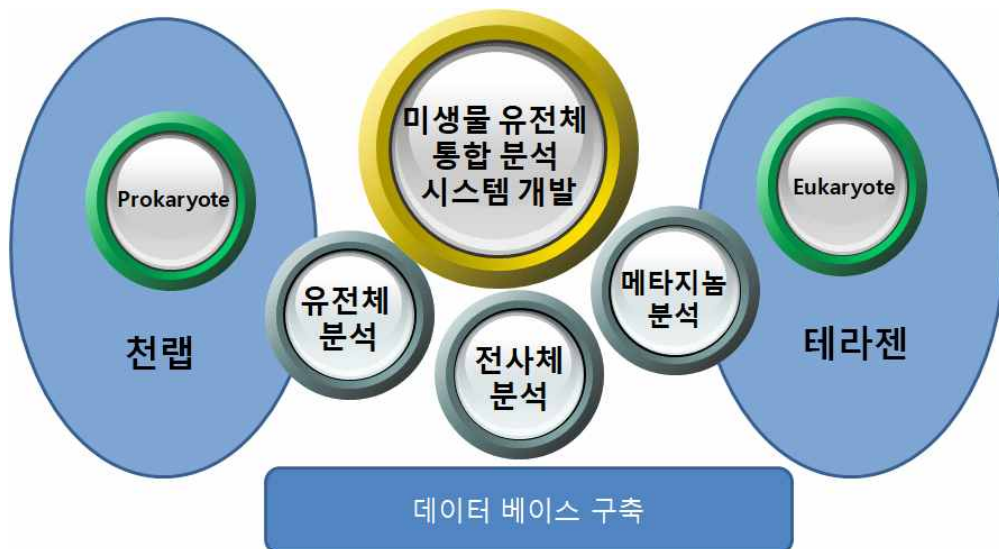 미생물 유전체
통합 분석
시스템 개발
Prokaryote
Eukaryote
천랩
테라젠
유전체
분석
전사체
분석
메타지놈
분석
데이터 베이스 구축